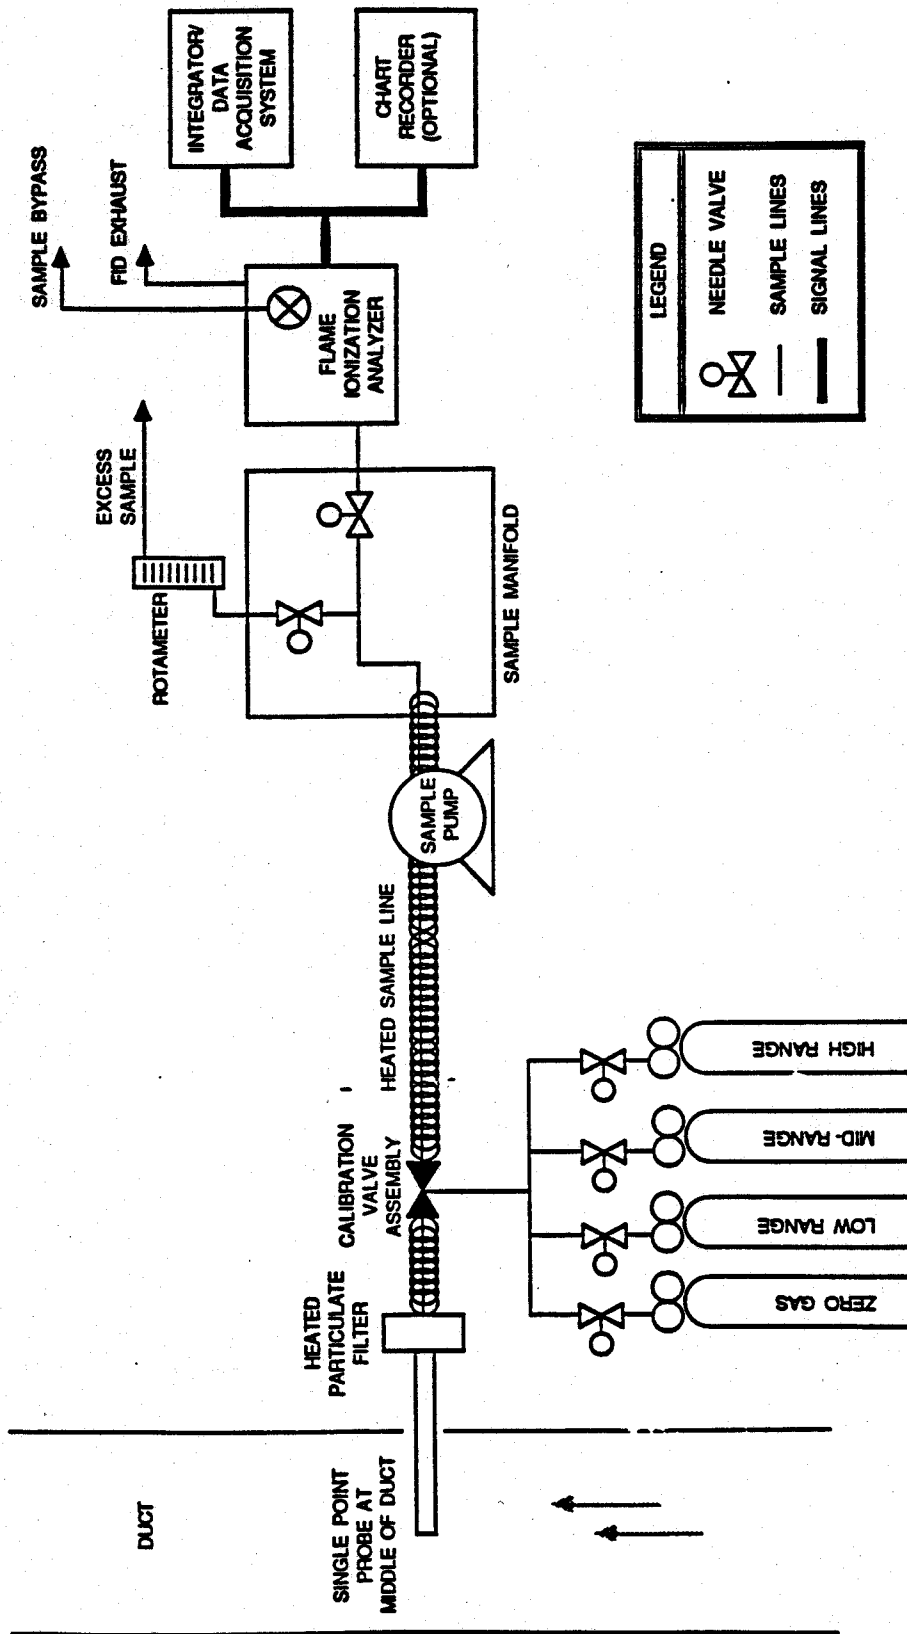 DUCT
SINGLE POINT
PROBE AT
MIDDLE OF DUCT
HEATED
PARTICULATE
FILTER
CALIBRATION
VALVE
ASSEMBLY
HEATED SAMPLE LINE
SAMPLE
PUMP
SAMPLE MANIFOLD
ROTAMETER
EXCESS
SAMPLE
SAMPLE BYPASS
FID EXHAUST
FLAME
IONIZATION
ANALYZER
INTEGRATOR/
DATA
ACQUISITION
SYSTEM
CHART
RECORDER
(OPTIONAL)
ZERO GAS
LOW RANGE
MID-RANGE
HIGH RANGE
LEGEND
NEEDLE VALVE
SAMPLE LINES
SIGNAL LINES